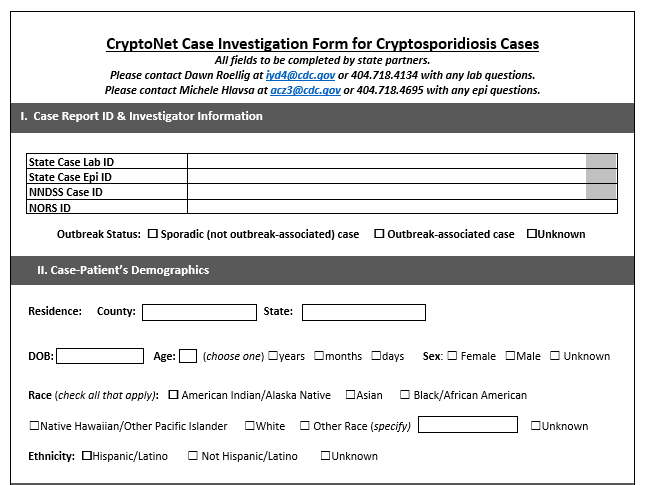 CryptoNet Case Investigation Form for Cryptosporidiosis Cases
All fields to be completed by state partners.
Please contact Dawn Roellig at iyd4@cdc.gov or 404.718.4134 with any lab questions.
Please contact Michele Hlavsa at acz3@cdc.gov or 404.718.4695 with any epi questions.
I. Case Report ID & Investigator Information
State Case Lab ID
State Case Epi ID
NNDSS Case ID
NORS ID
Outbreak Status: ☐ Sporadic (not outbreak-associated) case ☐ Outbreak-associated case ☐Unknown
II. Case-Patient's Demographics
Residence: County: State:
DOB: Age: (choose one) ☐years ☐months ☐days Sex: ☐ Female ☐Male ☐ Unknown
Race (check all that apply): ☐ American Indian/Alaska Native ☐Asian ☐ Black/African American
☐Native Hawaiian/Other Pacific Islander ☐White ☐ Other Race (specify) ☐Unknown
Ethnicity: ☐Hispanic/Latino ☐ Not Hispanic/Latino ☐Unknown